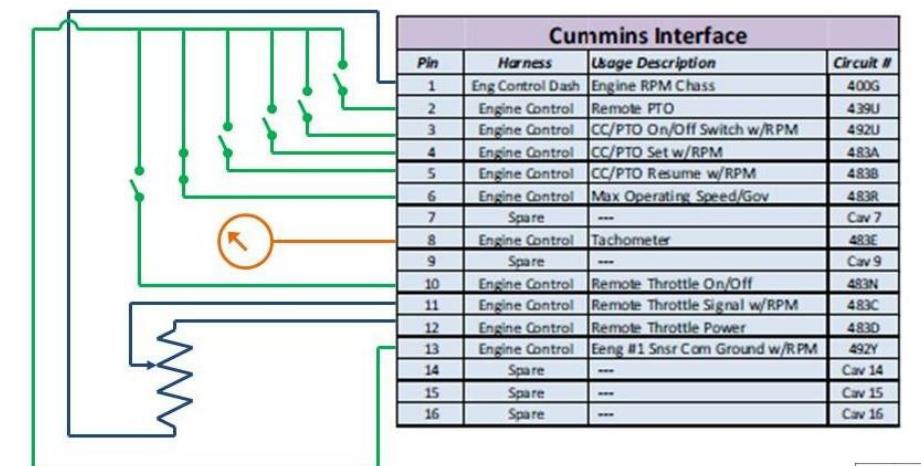 Cummins Interface
Pin Harness Usage Description Circuit #
1 Eng Control Dash Engine RPM Chass 400G
2 Engine Control Remote PTO 439U
3 Engine Control CC/PTO On/Off Switch w/RPM 492U
4 Engine Control CC/PTO Set w/RPM 483A
5 Engine Control CC/PTO Resume w/RPM 483B
6 Engine Control Max Operating Speed/Gov 483R
7 Spare --- Cav 7
8 Engine Control Tachometer 483E
9 Spare --- Cav 9
10 Engine Control Remote Throttle On/Off 483N
11 Engine Control Remote Throttle Signal w/RPM 483C
12 Engine Control Remote Throttle Power 483D
13 Engine Control Eeng #1 Snsr Com Ground w/RPM 492Y
14 Spare --- Cav 14
15 Spare --- Cav 15
16 Spare --- Cav 16